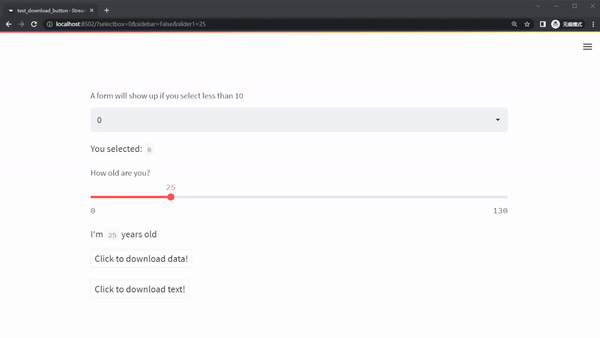 test_download_button · Stream
localhost:8502/?selectbox=0&sidebar=False&slider1=25
无痕模式
A form will show up if you select less than 10
0
You selected: 0
How old are you?
25
0 130
I'm 25 years old
Click to download data!
Click to download text!